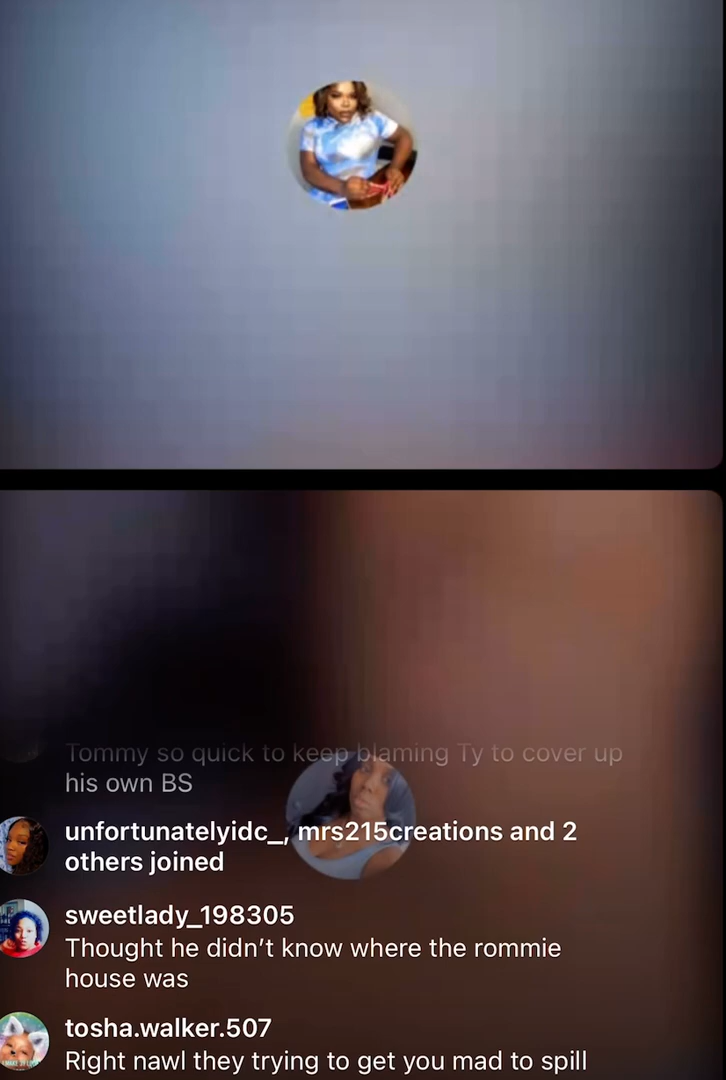 Tommy so quick to keep blaming Ty to cover up
his own BS
unfortunatelyidc_, mrs215creations and 2
others joined
sweetlady_198305
Thought he didn’t know where the rommie
house was
tosha.walker.507
Right nawl they trying to get you mad to spill